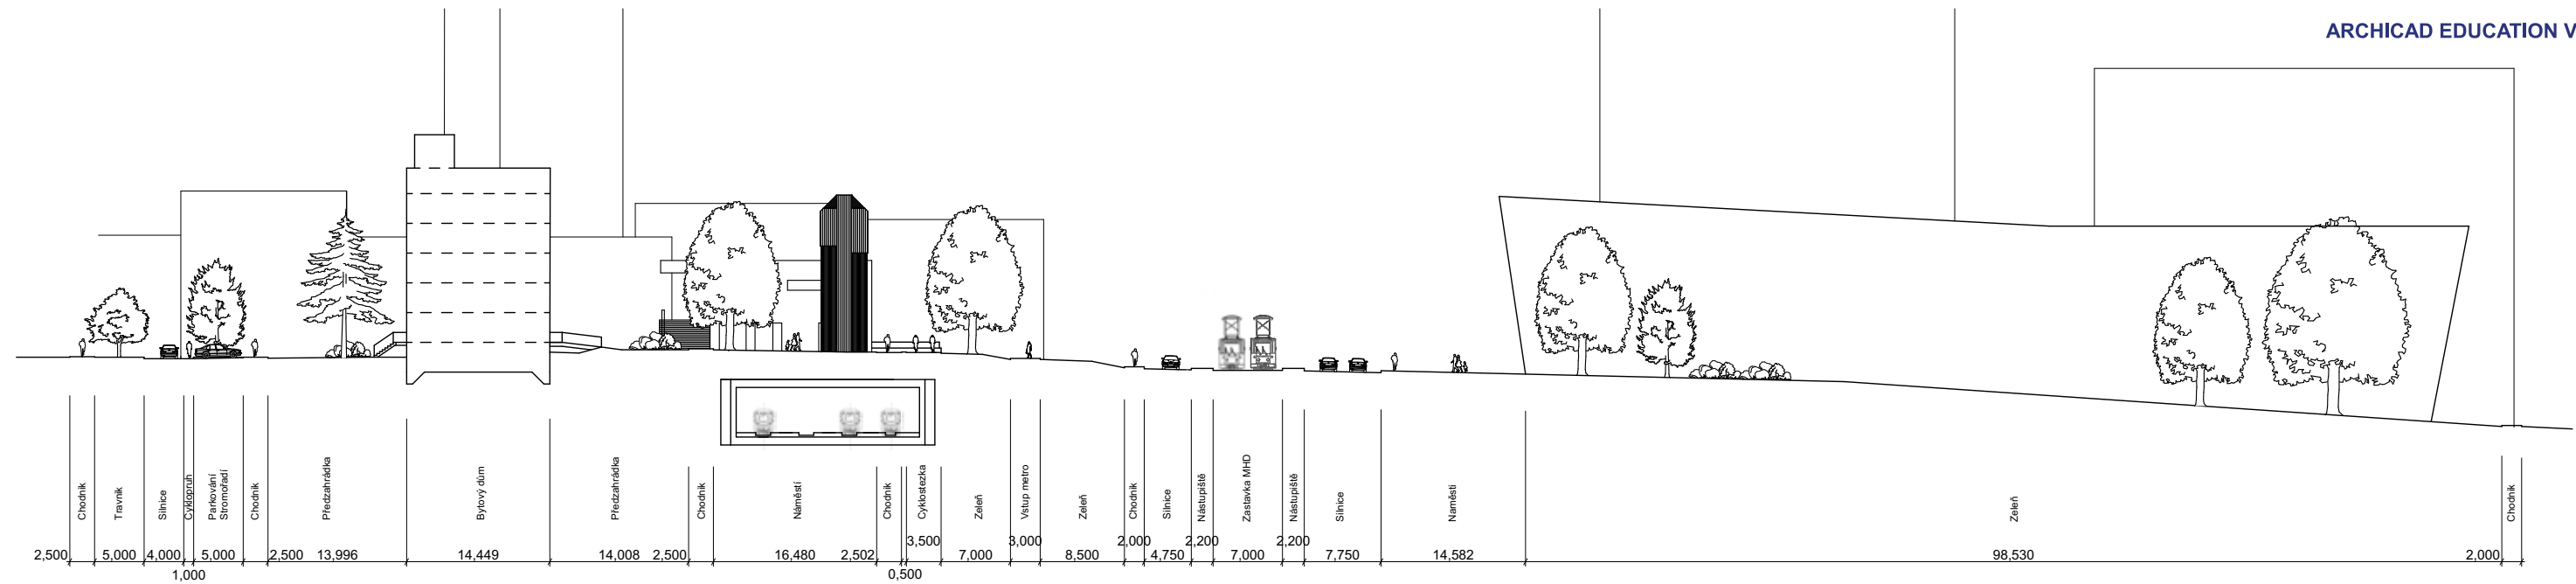 ARCHICAD EDUCATION V
Chodník
Travník
Silnice
Cyklopruh
Parkování
Stromořadí
Chodník
Předzahrádka
Bytový dům
Předzahrádka
Chodník
Náměstí
Chodník
Cyklostezka
Zeleň
Vstup metro
Zeleň
Chodník
Silnice
Nástupiště
Zastavka MHD
Nástupiště
Silnice
Naměsti
Zeleň
Chodník
3,500 3,000 2,000 2,200 2,200
2,500 5,000 4,000 5,000 2,500 13,996 14,449 14,008 2,500 16,480 2,502 7,000 8,500 4,750 7,000 7,750 14,582 98,530 2,000
1,000 0,500